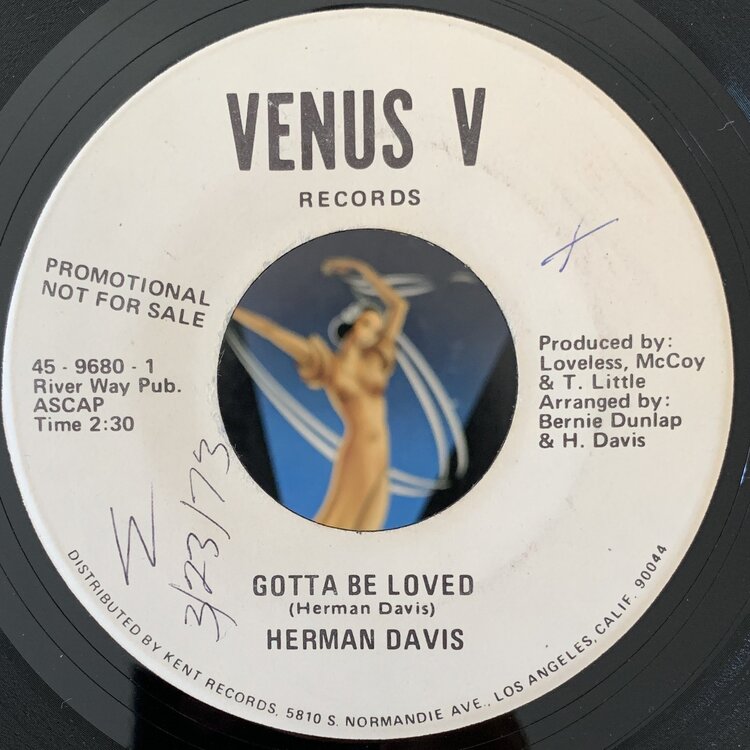 VENUS V
RECORDS
PROMOTIONAL
NOT FOR SALE
45 - 9680 - 1
River Way Pub.
ASCAP
Time 2:30
Produced by:
Loveless, McCoy
& T. Little
Arranged by:
Bernie Dunlap
& H. Davis
3/23/73
GOTTA BE LOVED
(Herman Davis)
HERMAN DAVIS
DISTRIBUTED BY KENT RECORDS, 5810 S. NORMANDIE AVE., LOS ANGELES, CALIF. 90044